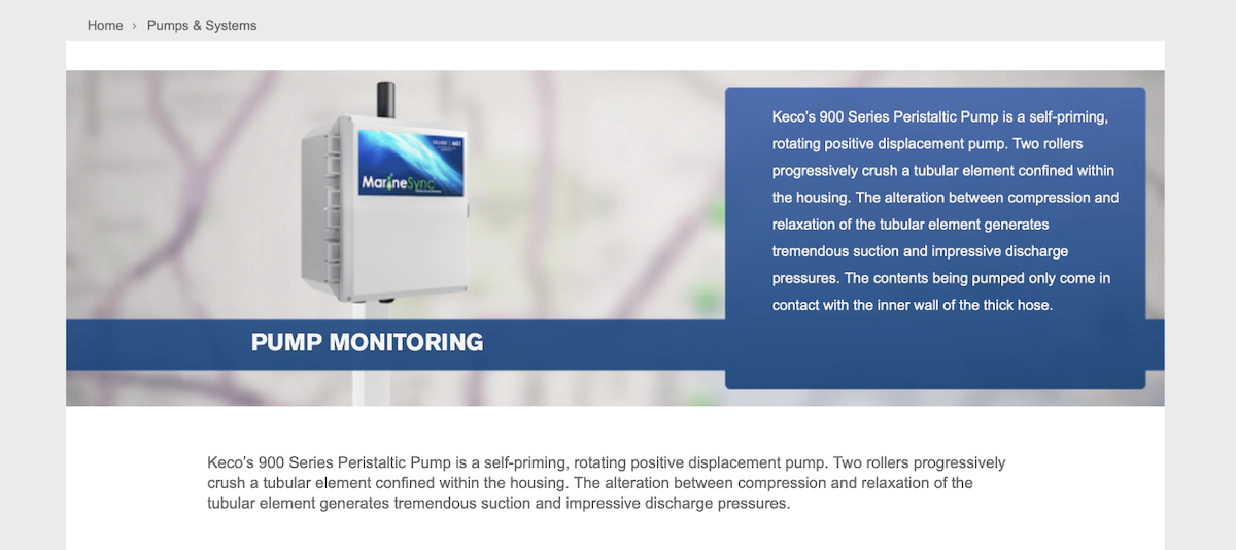 Home › Pumps & Systems
MarineSync
Keco's 900 Series Peristaltic Pump is a self-priming,
rotating positive displacement pump. Two rollers
progressively crush a tubular element confined within
the housing. The alteration between compression and
relaxation of the tubular element generates
tremendous suction and impressive discharge
pressures. The contents being pumped only come in
contact with the inner wall of the thick hose.
PUMP MONITORING
Keco's 900 Series Peristaltic Pump is a self-priming, rotating positive displacement pump. Two rollers progressively
crush a tubular element confined within the housing. The alteration between compression and relaxation of the
tubular element generates tremendous suction and impressive discharge pressures.